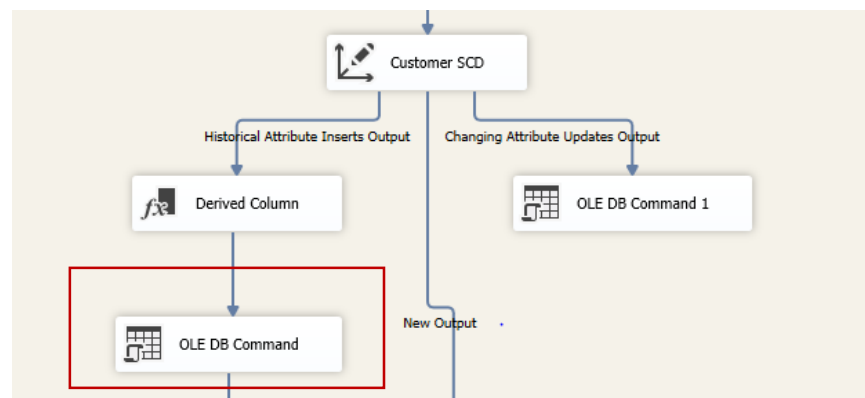 Customer SCD
Historical Attribute Inserts Output
Changing Attribute Updates Output
fx
Derived Column
OLE DB Command 1
OLE DB Command
New Output